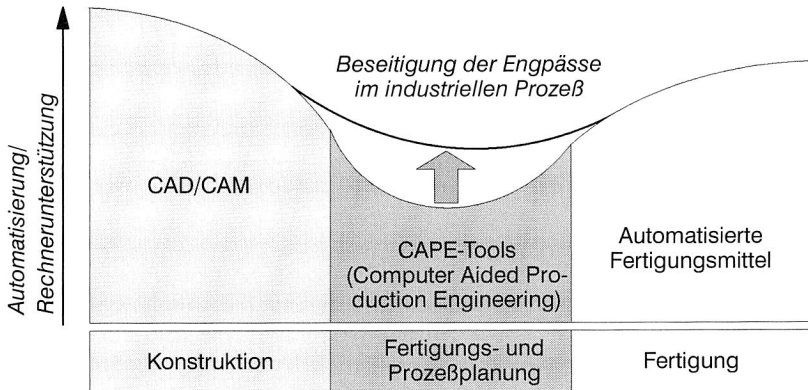 Automatisierung/
Rechnerunterstützung
Beseitigung der Engpässe
im industriellen Prozeß
CAD/CAM
CAPE-Tools
(Computer Aided Pro-
duction Engineering)
Automatisierte
Fertigungsmittel
Konstruktion
Fertigungs- und
Prozeßplanung
Fertigung